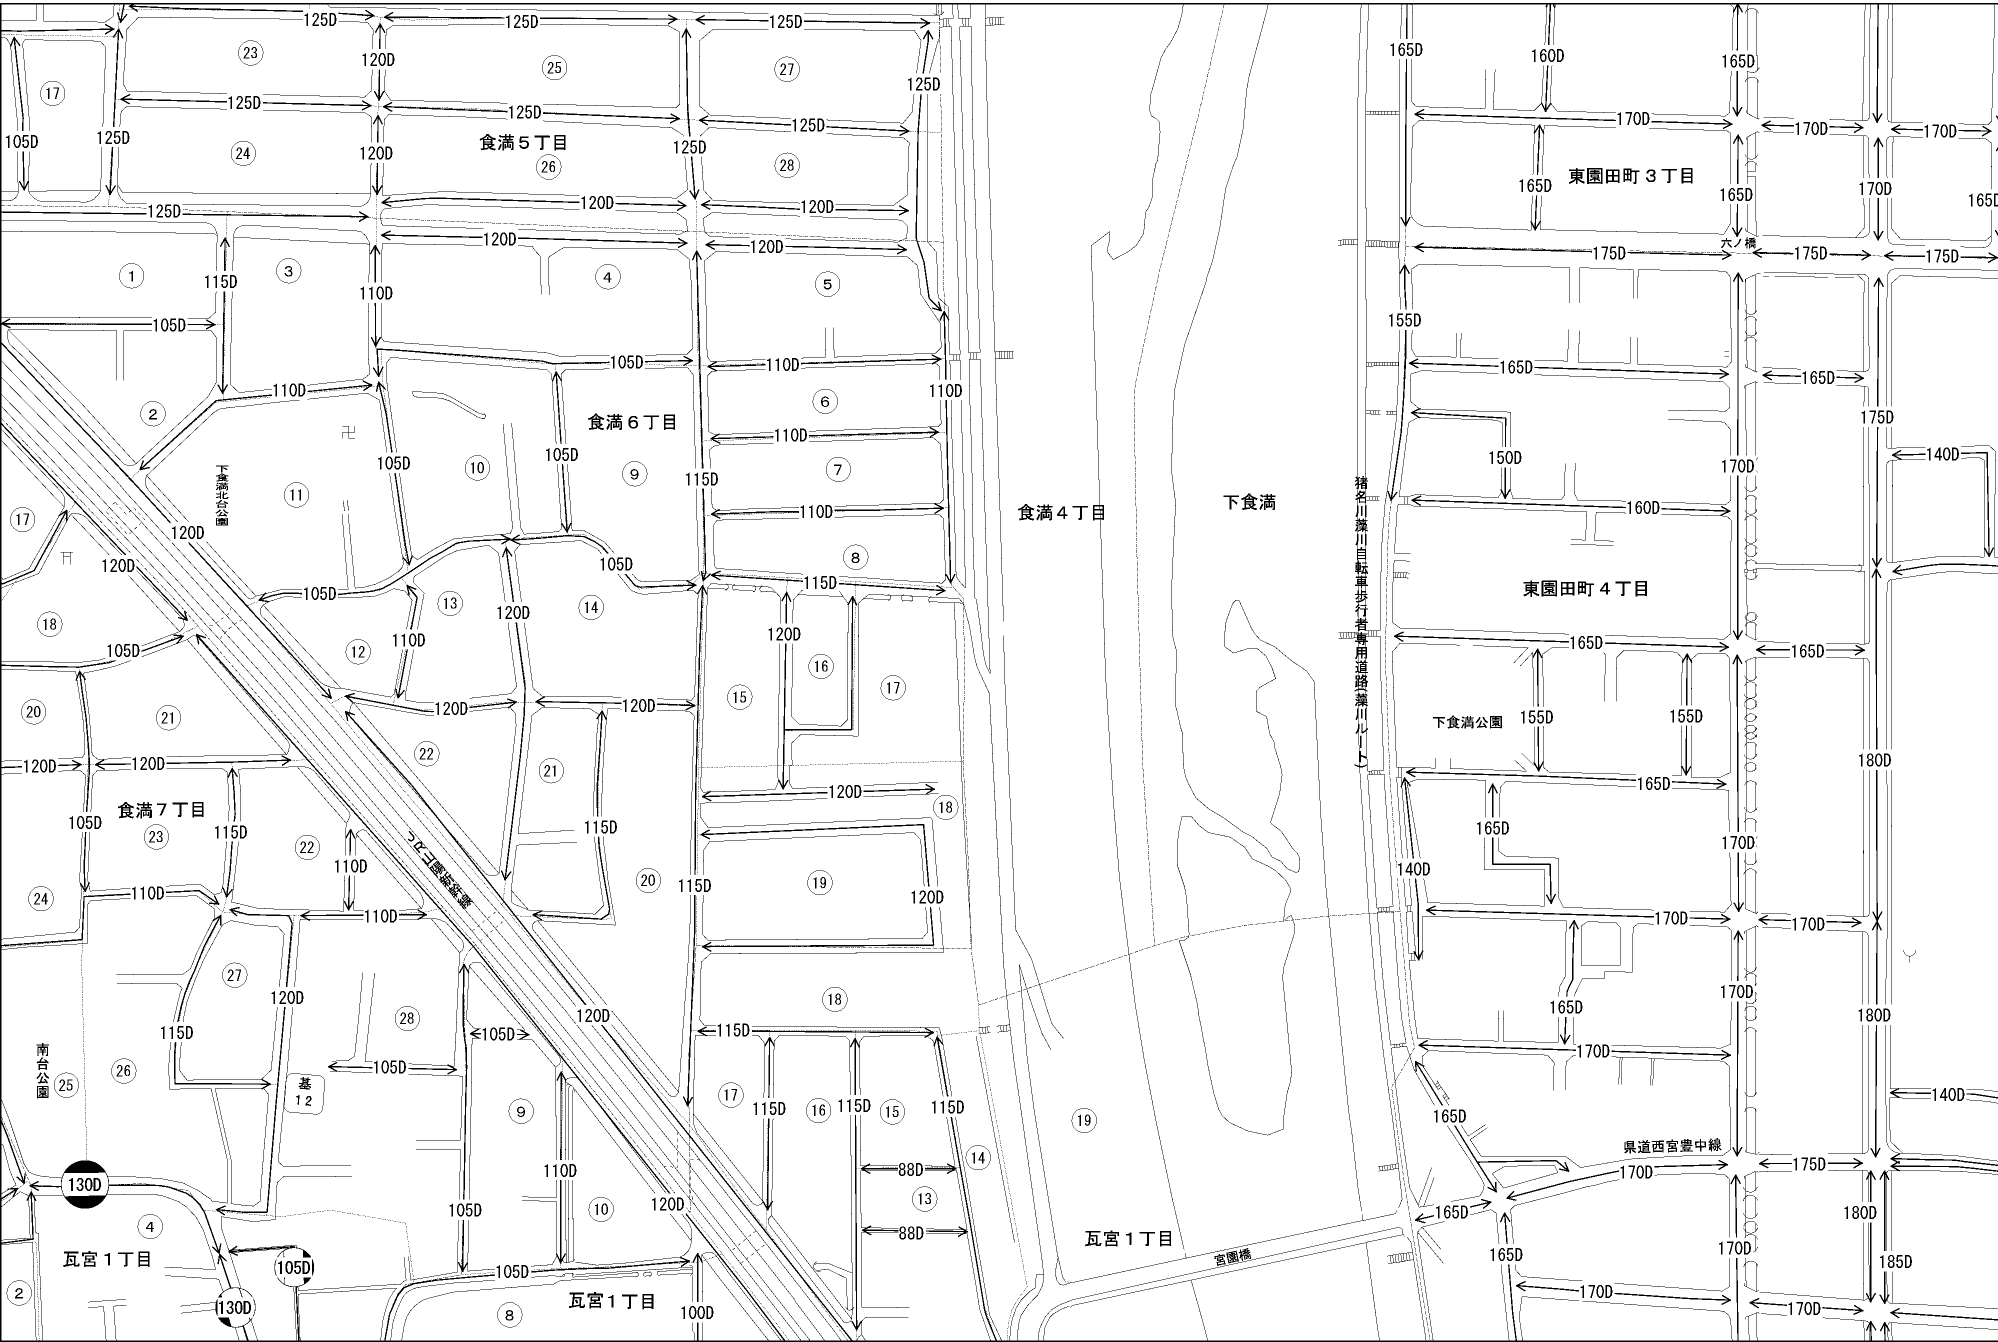 125D
125D
125D
165D
160D
165D
23
120D
25
27
125D
17
125D
125D
125D
170D
170D
170D
105D
125D
24
120D
食満5丁目
26
125D
28
165D
東園田町3丁目
165D
170D
165D
125D
120D
120D
120D
120D
六ノ橋
175D
175D
175D
1
115D
3
110D
4
5
105D
155D
105D
110D
165D
165D
110D
2
食満6丁目
6
110D
170D
175D
110D
卍
105D
105D
10
9
7
115D
150D
140D
下食満北台公園
11
17
120D
110D
食満4丁目
下食満
160D
猪名川藻川自転車歩行者専用道路(藻川ルート)
120D
105D
8
115D
105D
13
120D
14
東園田町4丁目
18
110D
120D
12
105D
16
165D
165D
20
21
120D
120D
15
17
155D
155D
下食満公園
22
21
120D
120D
180D
食満7丁目
105D
23
115D
22
110D
山陽新幹線
115D
120D
18
165D
165D
170D
140D
24
110D
110D
20
115D
19
120D
170D
170D
27
120D
115D
28
105D
120D
18
165D
170D
180D
115D
170D
南台公園
25
26
105D
基
12
9
17
115D
16
115D
15
115D
19
165D
140D
県道西宮豊中線
130D
110D
88D
14
170D
175D
13
105D
10
120D
88D
165D
180D
4
瓦宮1丁目
105D
105D
瓦宮1丁目
宮園橋
165D
170D
185D
2
130D
8
瓦宮1丁目
100D
170D
170D